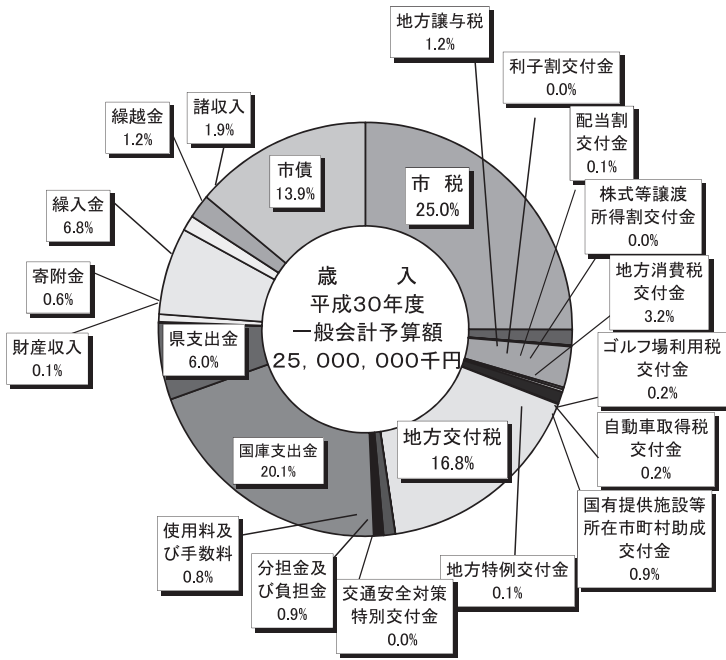 歳　　入
平成30年度
一般会計予算額
25，000，000千円
市　税
25.0%
地方譲与税
1.2%
利子割交付金
0.0%
配当割
交付金
0.1%
株式等譲渡
所得割交付金
0.0%
地方消費税
交付金
3.2%
ゴルフ場利用税
交付金
0.2%
自動車取得税
交付金
0.2%
国有提供施設等
所在市町村助成
交付金
0.9%
地方特例交付金
0.1%
地方交付税
16.8%
交通安全対策
特別交付金
0.0%
分担金及
び負担金
0.9%
使用料及
び手数料
0.8%
国庫支出金
20.1%
県支出金
6.0%
財産収入
0.1%
寄附金
0.6%
繰入金
6.8%
繰越金
1.2%
諸収入
1.9%
市債
13.9%